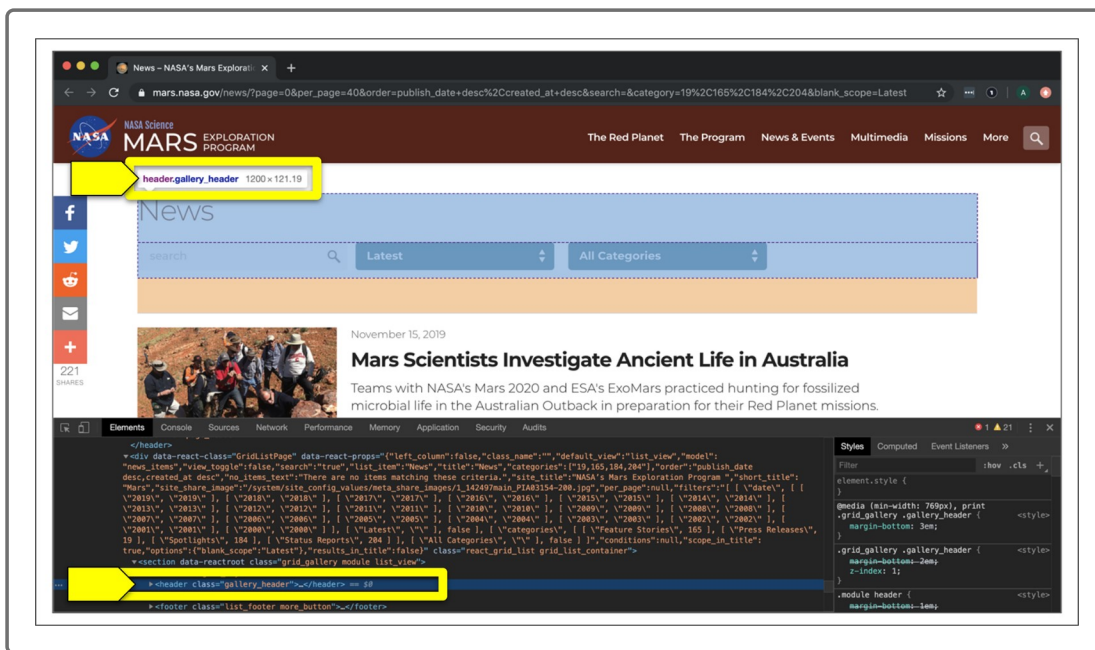 News – NASA's Mars Explorati
mars.nasa.gov/news/?page=0&per_page=40&order=publish_date+desc%2Ccreated_at+desc&search=&category=19%2C165%2C184%2C204&blank_scope=Latest
NASA
NASA Science
MARS EXPLORATION PROGRAM
The Red Planet The Program News & Events Multimedia Missions More
header.gallery_header 1200 × 121.19
News
search Latest All Categories
November 15, 2019
Mars Scientists Investigate Ancient Life in Australia
Teams with NASA's Mars 2020 and ESA's ExoMars practiced hunting for fossilized
microbial life in the Australian Outback in preparation for their Red Planet missions.
221
SHARES
Elements Console Sources Network Performance Memory Application Security Audits 1 21
</header>
▼<div data-react-class="GridListPage" data-react-props="{"left_column":false,"class_name":"","default_view":"list_view","model":
"news_items","view_toggle":false,"search":"true","list_item":"News","title":"News","categories":["19,165,184,204"],"order":"publish_date
desc,created_at desc","no_items_text":"There are no items matching these criteria.","site_title":"NASA's Mars Exploration Program ","short_title":
"Mars","site_share_image":"/system/site_config_values/meta_share_images/1_142497main_PIA03154-200.jpg","per_page":null,"filters":"[ [ \"date\", [ [
\"2019\", \"2019\" ], [ \"2018\", \"2018\" ], [ \"2017\", \"2017\" ], [ \"2016\", \"2016\" ], [ \"2015\", \"2015\" ], [ \"2014\", \"2014\" ], [
\"2013\", \"2013\" ], [ \"2012\", \"2012\" ], [ \"2011\", \"2011\" ], [ \"2010\", \"2010\" ], [ \"2009\", \"2009\" ], [ \"2008\", \"2008\" ], [
\"2007\", \"2007\" ], [ \"2006\", \"2006\" ], [ \"2005\", \"2005\" ], [ \"2004\", \"2004\" ], [ \"2003\", \"2003\" ], [ \"2002\", \"2002\" ], [
\"2001\", \"2001\" ], [ \"2000\", \"2000\" ] ], [ \"Latest\", \"\" ], false ], [ \"categories\", [ [ \"Feature Stories\", 165 ], [ \"Press Releases\",
19 ], [ \"Spotlights\", 184 ], [ \"Status Reports\", 204 ] ], [ \"All Categories\", \"\" ], false ] ]","conditions":null,"scope_in_title":
true,"options":{"blank_scope":"Latest"},"results_in_title":false}" class="react_grid_list grid_list_container">
▼<section data-reactroot class="grid_gallery module list_view">
▶<header class="gallery_header">…</header> == $0
▶<footer class="list_footer more_button">…</footer>
Styles Computed Event Listeners »
Filter :hov .cls +
element.style {
}
@media (min-width: 769px), print
.grid_gallery .gallery_header { <style>
margin-bottom: 3em;
}
.grid_gallery .gallery_header { <style>
margin-bottom: 2em;
z-index: 1;
}
.module header { <style>
margin-bottom: 1em;